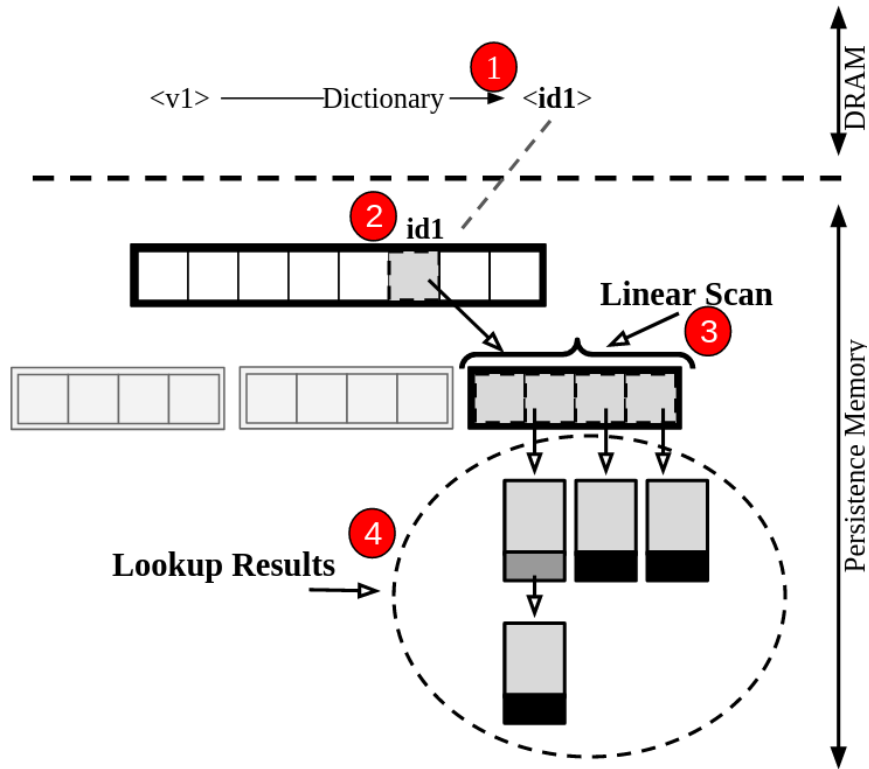 1
<v1> Dictionary <id1>
DRAM
2
id1
Linear Scan
3
Persistence Memory
4
Lookup Results